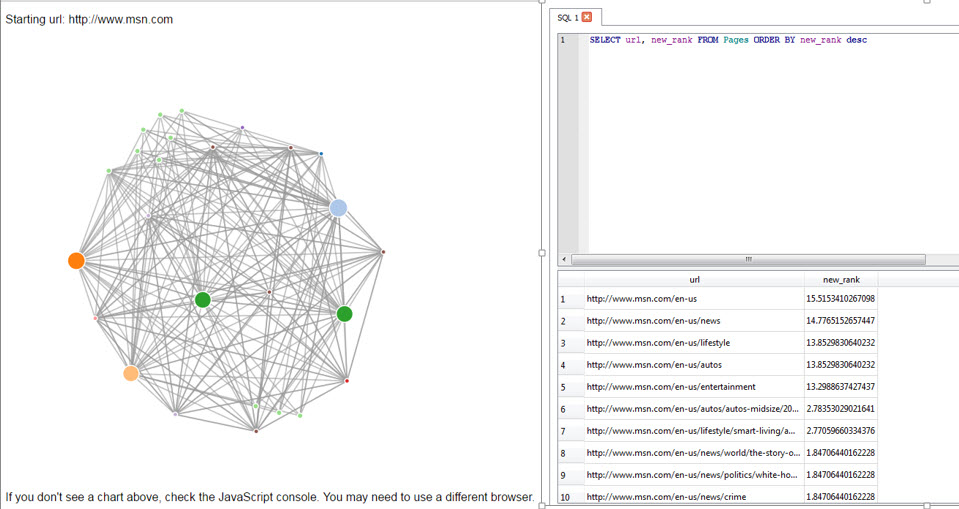 Starting url: http://www.msn.com
If you don't see a chart above, check the JavaScript console. You may need to use a different browser.
SQL 1
1 SELECT url, new_rank FROM Pages ORDER BY new_rank desc
url new_rank
1 http://www.msn.com/en-us 15.5153410267098
2 http://www.msn.com/en-us/news 14.7765152657447
3 http://www.msn.com/en-us/lifestyle 13.8529830640232
4 http://www.msn.com/en-us/autos 13.8529830640232
5 http://www.msn.com/en-us/entertainment 13.2988637427437
6 http://www.msn.com/en-us/autos/autos-midsize/20... 2.78353029021641
7 http://www.msn.com/en-us/lifestyle/smart-living/a... 2.77059660334376
8 http://www.msn.com/en-us/news/world/the-story-o... 1.84706440162228
9 http://www.msn.com/en-us/news/politics/white-ho... 1.84706440162228
10 http://www.msn.com/en-us/news/crime 1.84706440162228